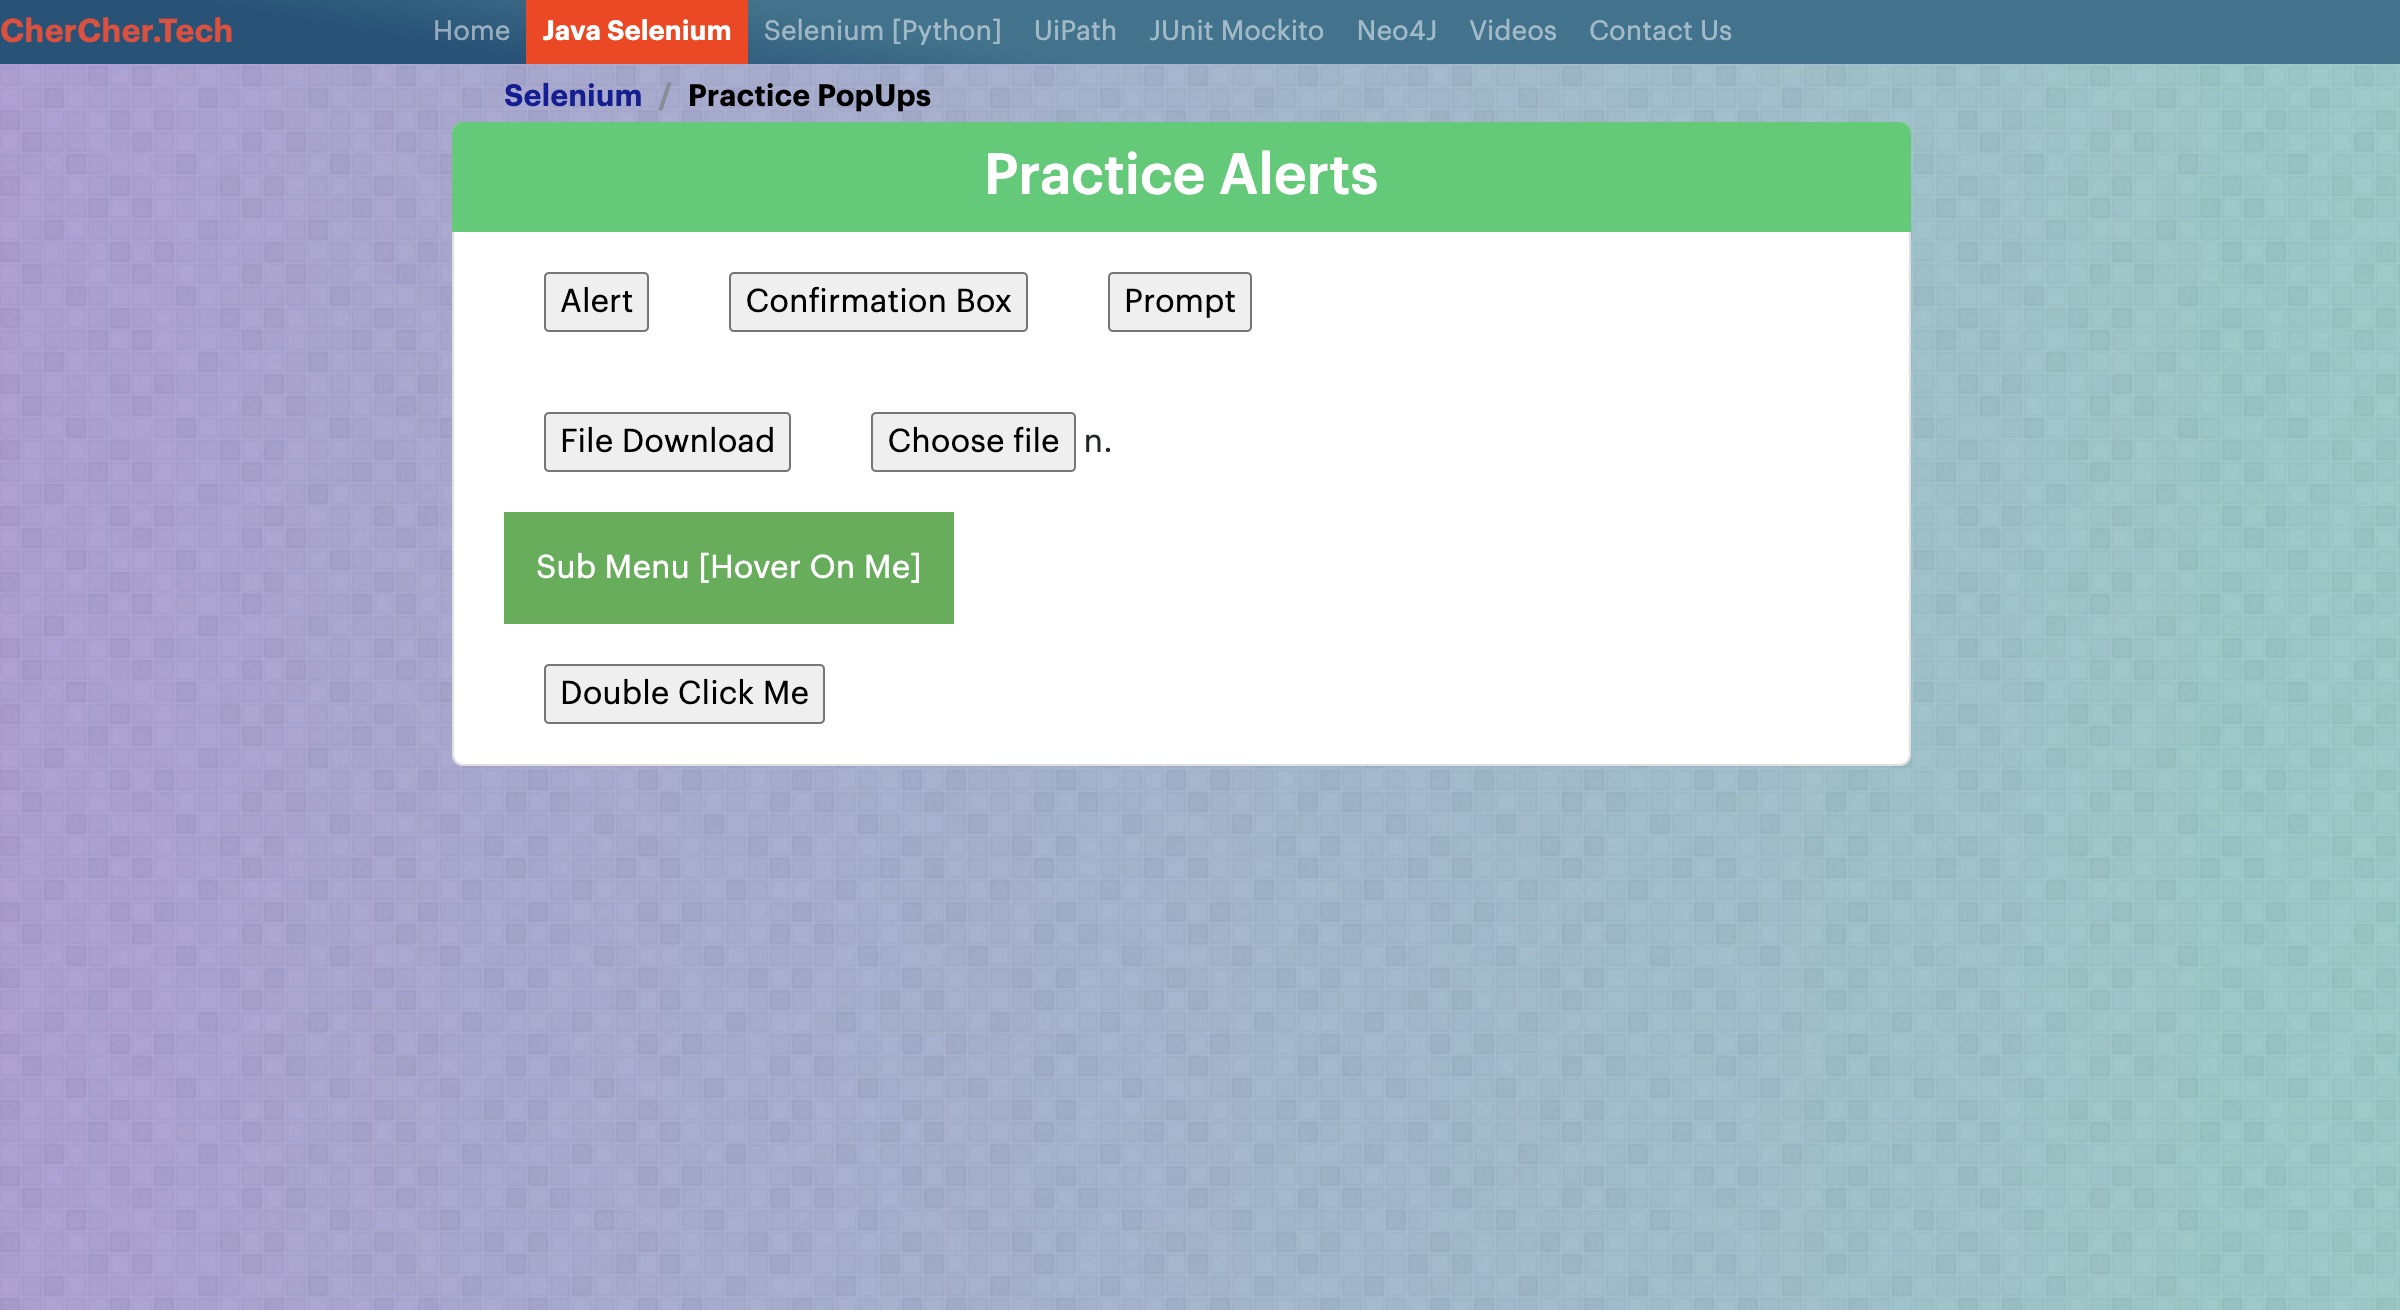 CherCher.Tech Home Java Selenium Selenium [Python] UiPath JUnit Mockito Neo4J Videos Contact Us
Selenium / Practice PopUps
Practice Alerts
Alert Confirmation Box Prompt
File Download Choose file n.
Sub Menu [Hover On Me]
Double Click Me